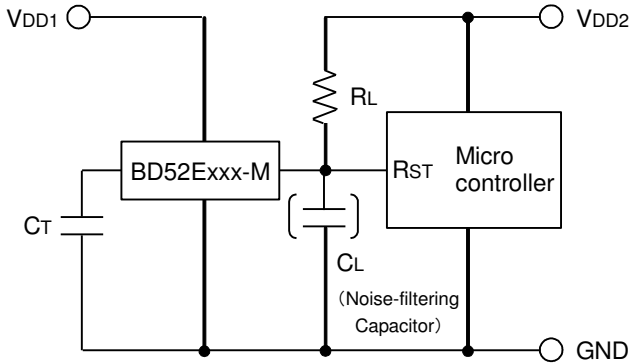 VDD1
VDD2
RL
BD52Exxx-M
RST
Micro
controller
CT
CL
(Noise-filtering
Capacitor)
GND